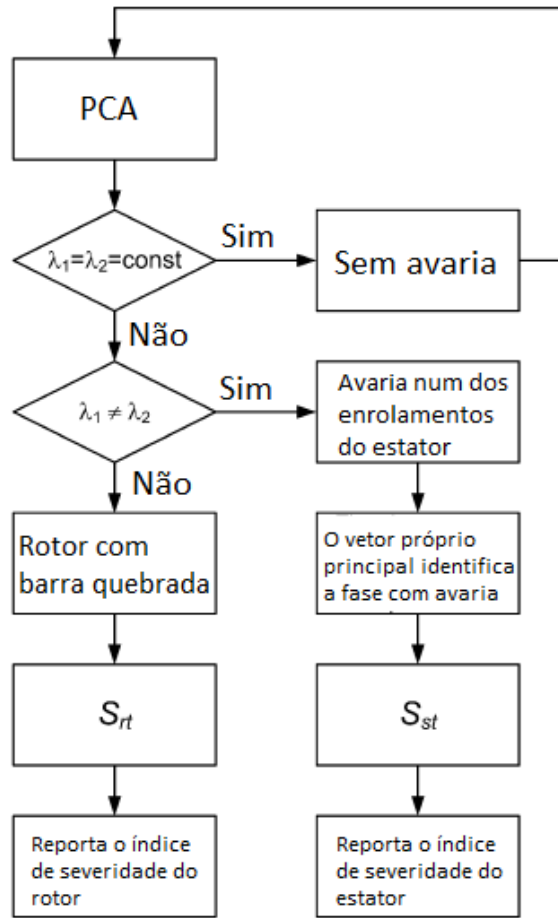 PCA
λ1=λ2=const
Sim
Sem avaria
Não
λ1 ≠ λ2
Sim
Avaria num dos
enrolamentos
do estator
Não
Rotor com
barra quebrada
O vetor próprio
principal identifica
a fase com avaria
Srt
Sst
Reporta o índice
de severidade do
rotor
Reporta o índice
de severidade do
estator